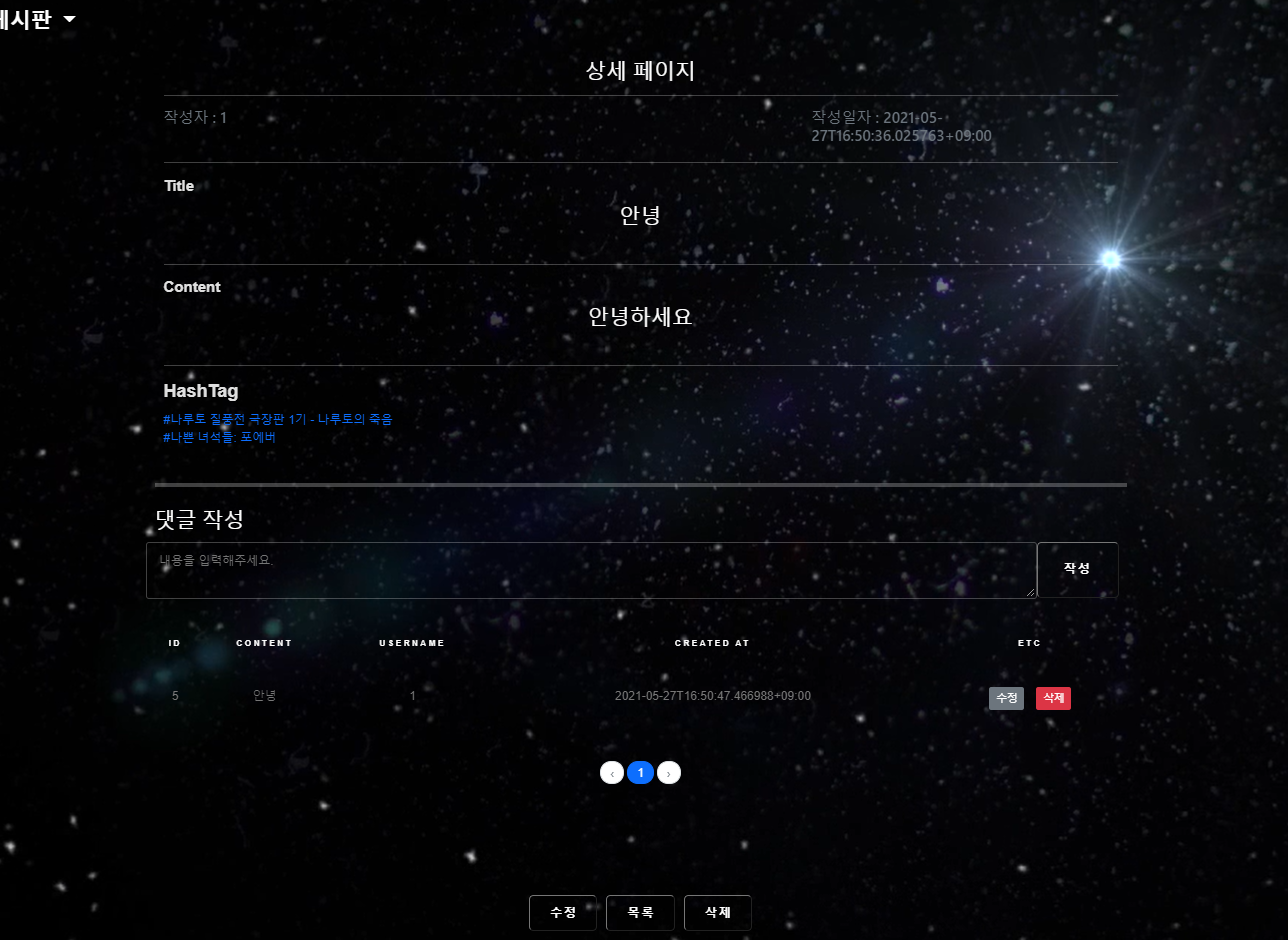 게시판
상세 페이지
작성자 : 1
작성일자 : 2021-05-
27T16:50:36.025763+09:00
Title
안녕
Content
안녕하세요
HashTag
#나루토 질풍전 극장판 1기 - 나루토의 죽음
#나쁜 녀석들: 포에버
댓글 작성
내용을 입력해주세요.
작성
ID CONTENT USERNAME CREATED AT ETC
5 안녕 1 2021-05-27T16:50:47.466988+09:00 수정 삭제
‹ 1 ›
수정 목록 삭제